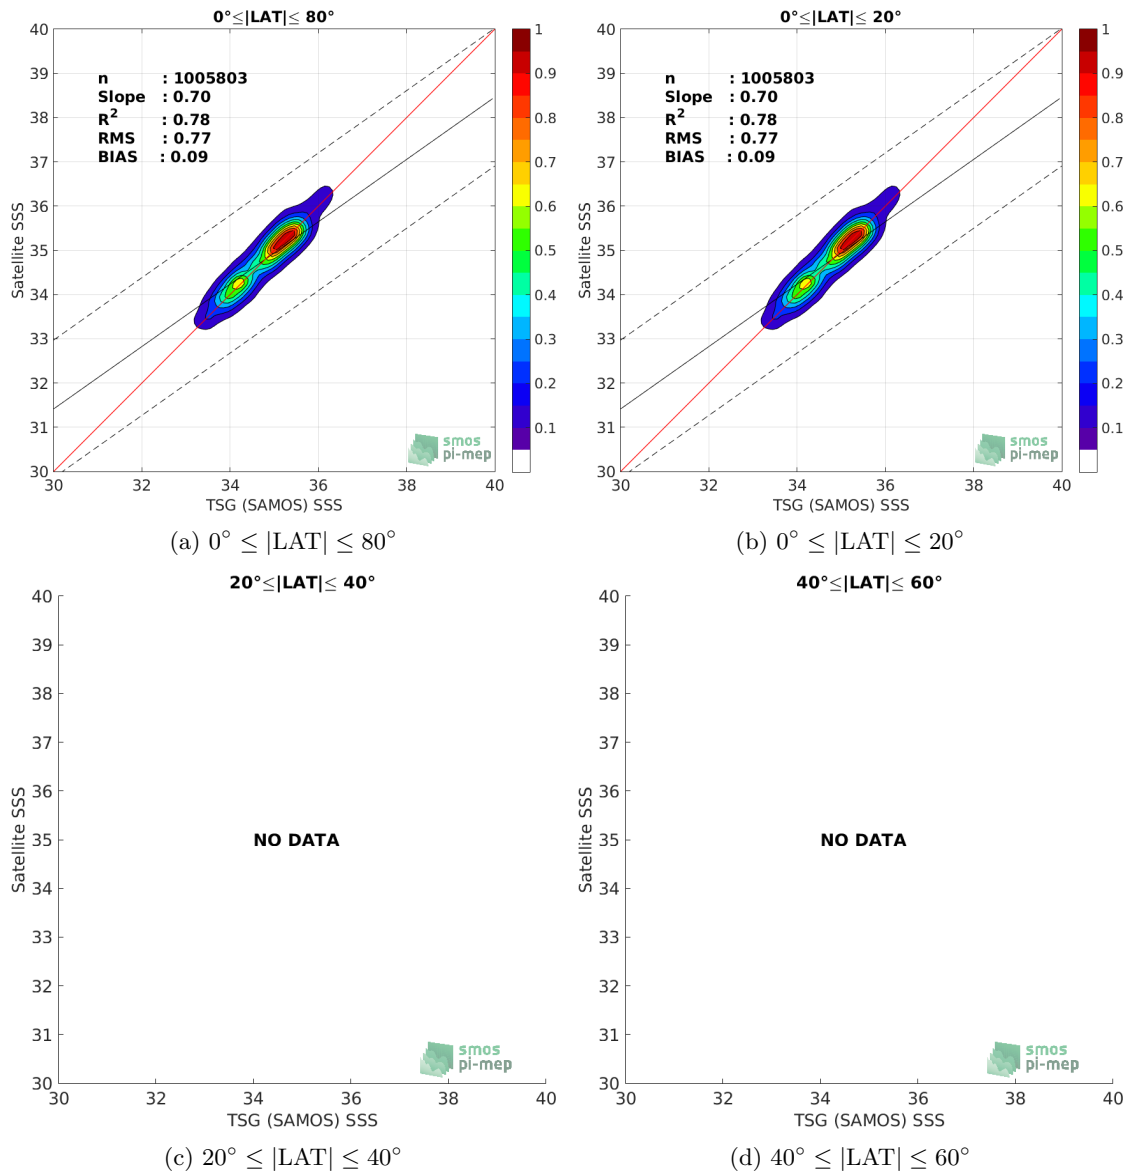 0°≤|LAT|≤ 80°
40
39
38
37
36
35
34
33
32
31
30
Satellite SSS
n : 1005803
Slope : 0.70
R2 : 0.78
RMS : 0.77
BIAS : 0.09
smos
pi-mep
30 32 34 36 38 40
TSG (SAMOS) SSS
1
0.9
0.8
0.7
0.6
0.5
0.4
0.3
0.2
0.1
(a) 0° ≤ |LAT| ≤ 80°
0°≤|LAT|≤ 20°
40
39
38
37
36
35
34
33
32
31
30
Satellite SSS
n : 1005803
Slope : 0.70
R2 : 0.78
RMS : 0.77
BIAS : 0.09
smos
pi-mep
30 32 34 36 38 40
TSG (SAMOS) SSS
1
0.9
0.8
0.7
0.6
0.5
0.4
0.3
0.2
0.1
(b) 0° ≤ |LAT| ≤ 20°
20°≤|LAT|≤ 40°
40
39
38
37
36
35
34
33
32
31
30
Satellite SSS
NO DATA
smos
pi-mep
30 32 34 36 38 40
TSG (SAMOS) SSS
(c) 20° ≤ |LAT| ≤ 40°
40°≤|LAT|≤ 60°
40
39
38
37
36
35
34
33
32
31
30
Satellite SSS
NO DATA
smos
pi-mep
30 32 34 36 38 40
TSG (SAMOS) SSS
(d) 40° ≤ |LAT| ≤ 60°